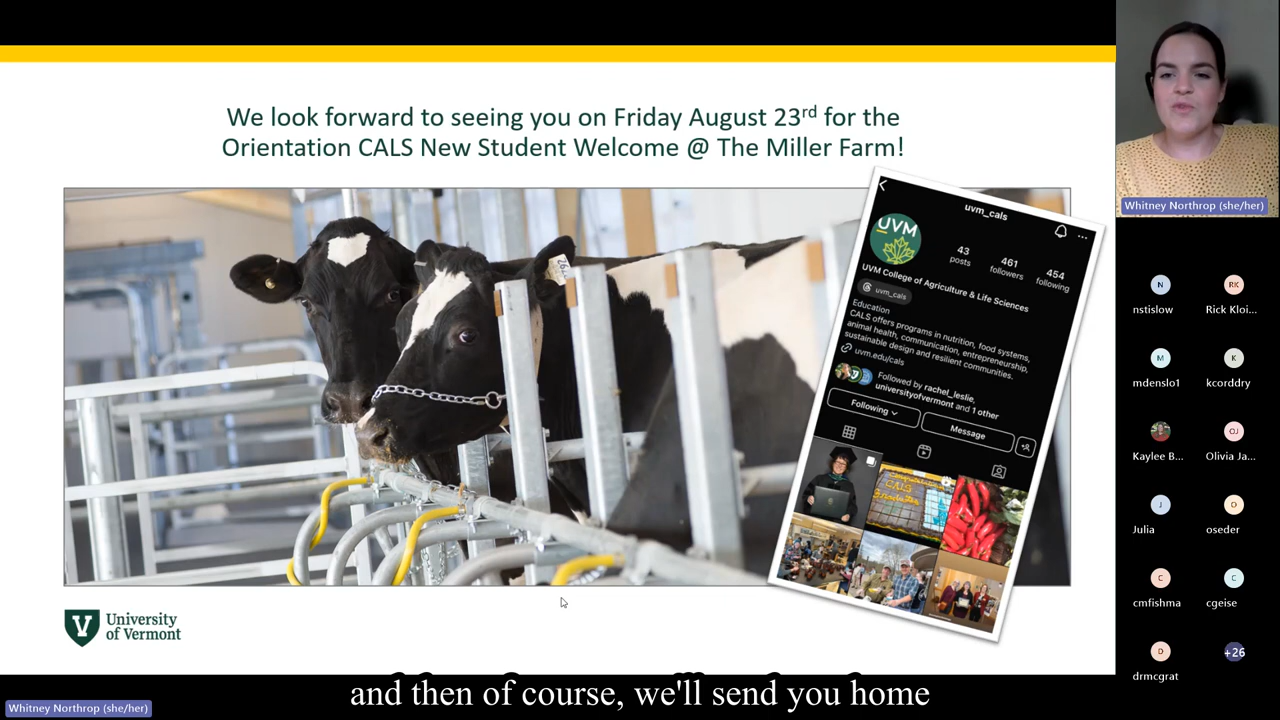 We look forward to seeing you on Friday August 23rd for the
Orientation CALS New Student Welcome @ The Miller Farm!
uvm_cals
UVM
43
posts
461
followers
454
following
UVM College of Agriculture & Life Sciences
uvm_cals
Education
CALS offers programs in nutrition, food systems,
animal health, communication, entrepreneurship,
sustainable design and resilient communities.
uvm.edu/cals
Followed by rachel_leslie,
universityofvermont and 1 other
Following
Message
University
of Vermont
Whitney Northrop (she/her)
N
nstislow
RK
Rick Kloi...
M
mdenslo1
K
kcorddry
Kaylee B...
OJ
Olivia Ja...
J
Julia
O
oseder
C
cmfishma
C
cgeise
D
drmcgrat
+26
and then of course, we'll send you home
Whitney Northrop (she/her)